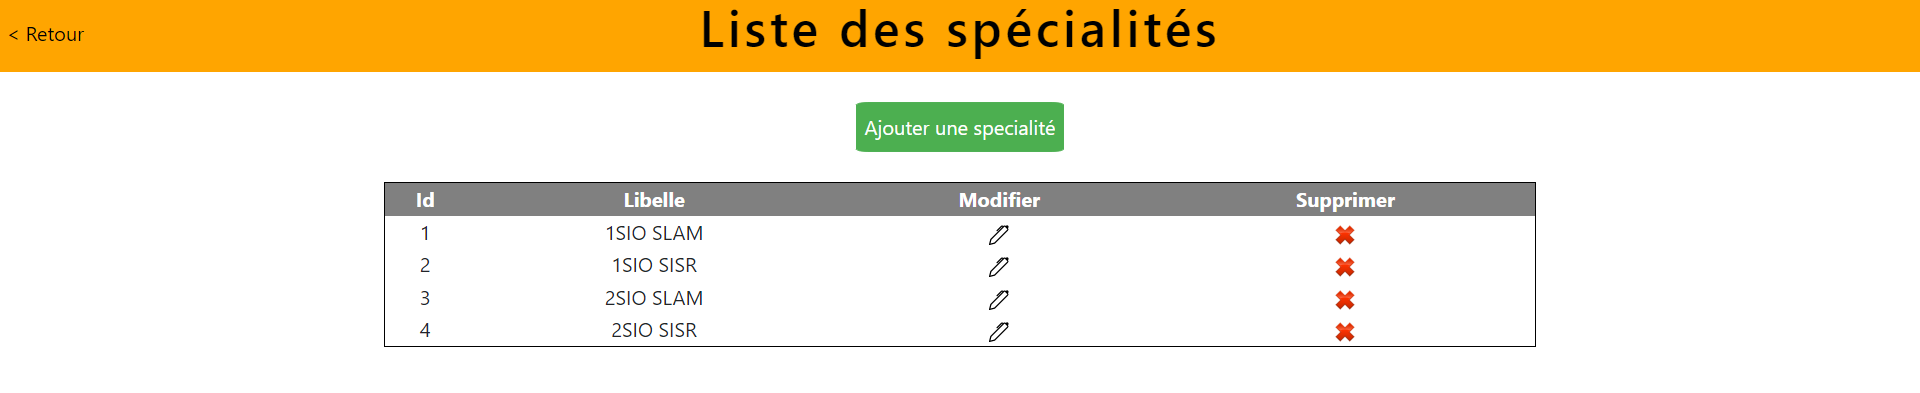 < Retour
Liste des spécialités
Ajouter une specialité
Id Libelle Modifier Supprimer
1 1SIO SLAM
2 1SIO SISR
3 2SIO SLAM
4 2SIO SISR